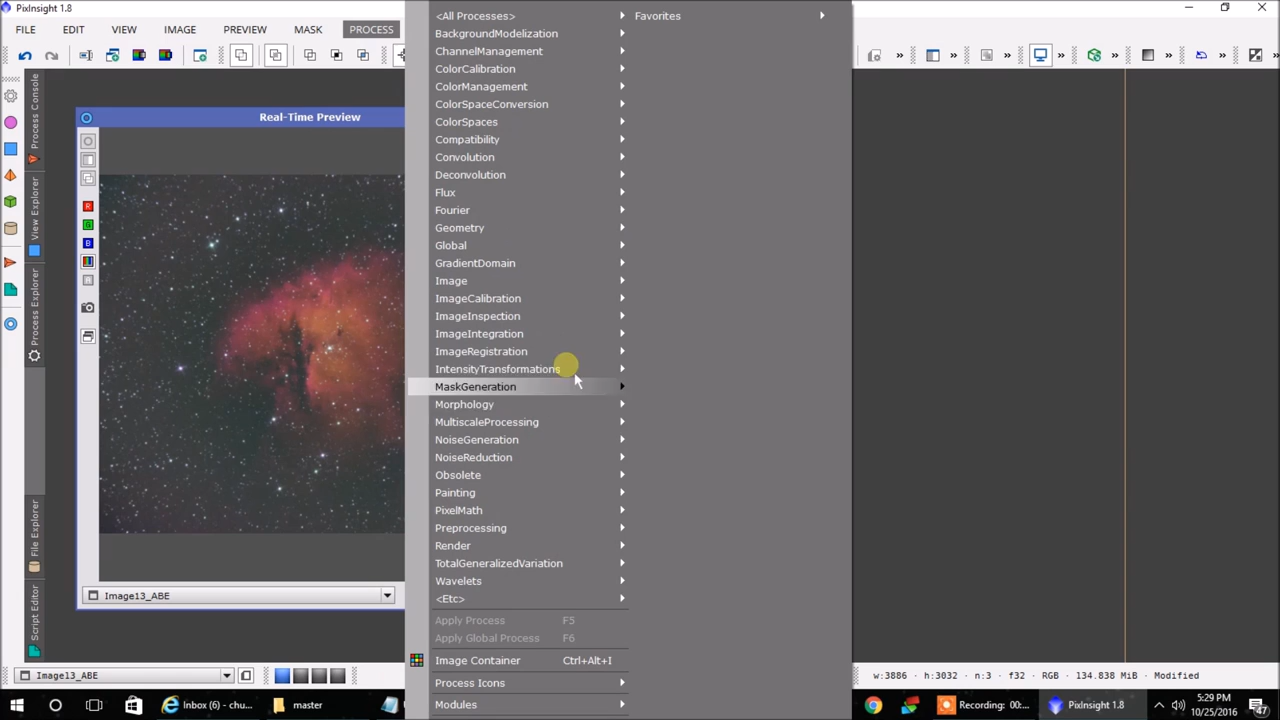 PixInsight 1.8
FILE EDIT VIEW IMAGE PREVIEW MASK PROCESS
Process Console
View Explorer
Process Explorer
File Explorer
Script Editor
Real-Time Preview
R
G
B
Image13_ABE
<All Processes>
BackgroundModelization
ChannelManagement
ColorCalibration
ColorManagement
ColorSpaceConversion
ColorSpaces
Compatibility
Convolution
Deconvolution
Flux
Fourier
Geometry
Global
GradientDomain
Image
ImageCalibration
ImageInspection
ImageIntegration
ImageRegistration
IntensityTransformations
MaskGeneration
Morphology
MultiscaleProcessing
NoiseGeneration
NoiseReduction
Obsolete
Painting
PixelMath
Preprocessing
Render
TotalGeneralizedVariation
Wavelets
<Etc>
Apply Process F5
Apply Global Process F6
Image Container Ctrl+Alt+I
Process Icons
Modules
Favorites
Image13_ABE
w:3886 · h:3032 · n:3 · f32 · RGB · 134.838 MiB · Modified
Inbox (6) - chu...
master
Recording: 00:...
PixInsight 1.8
5:29 PM
10/25/2016
47